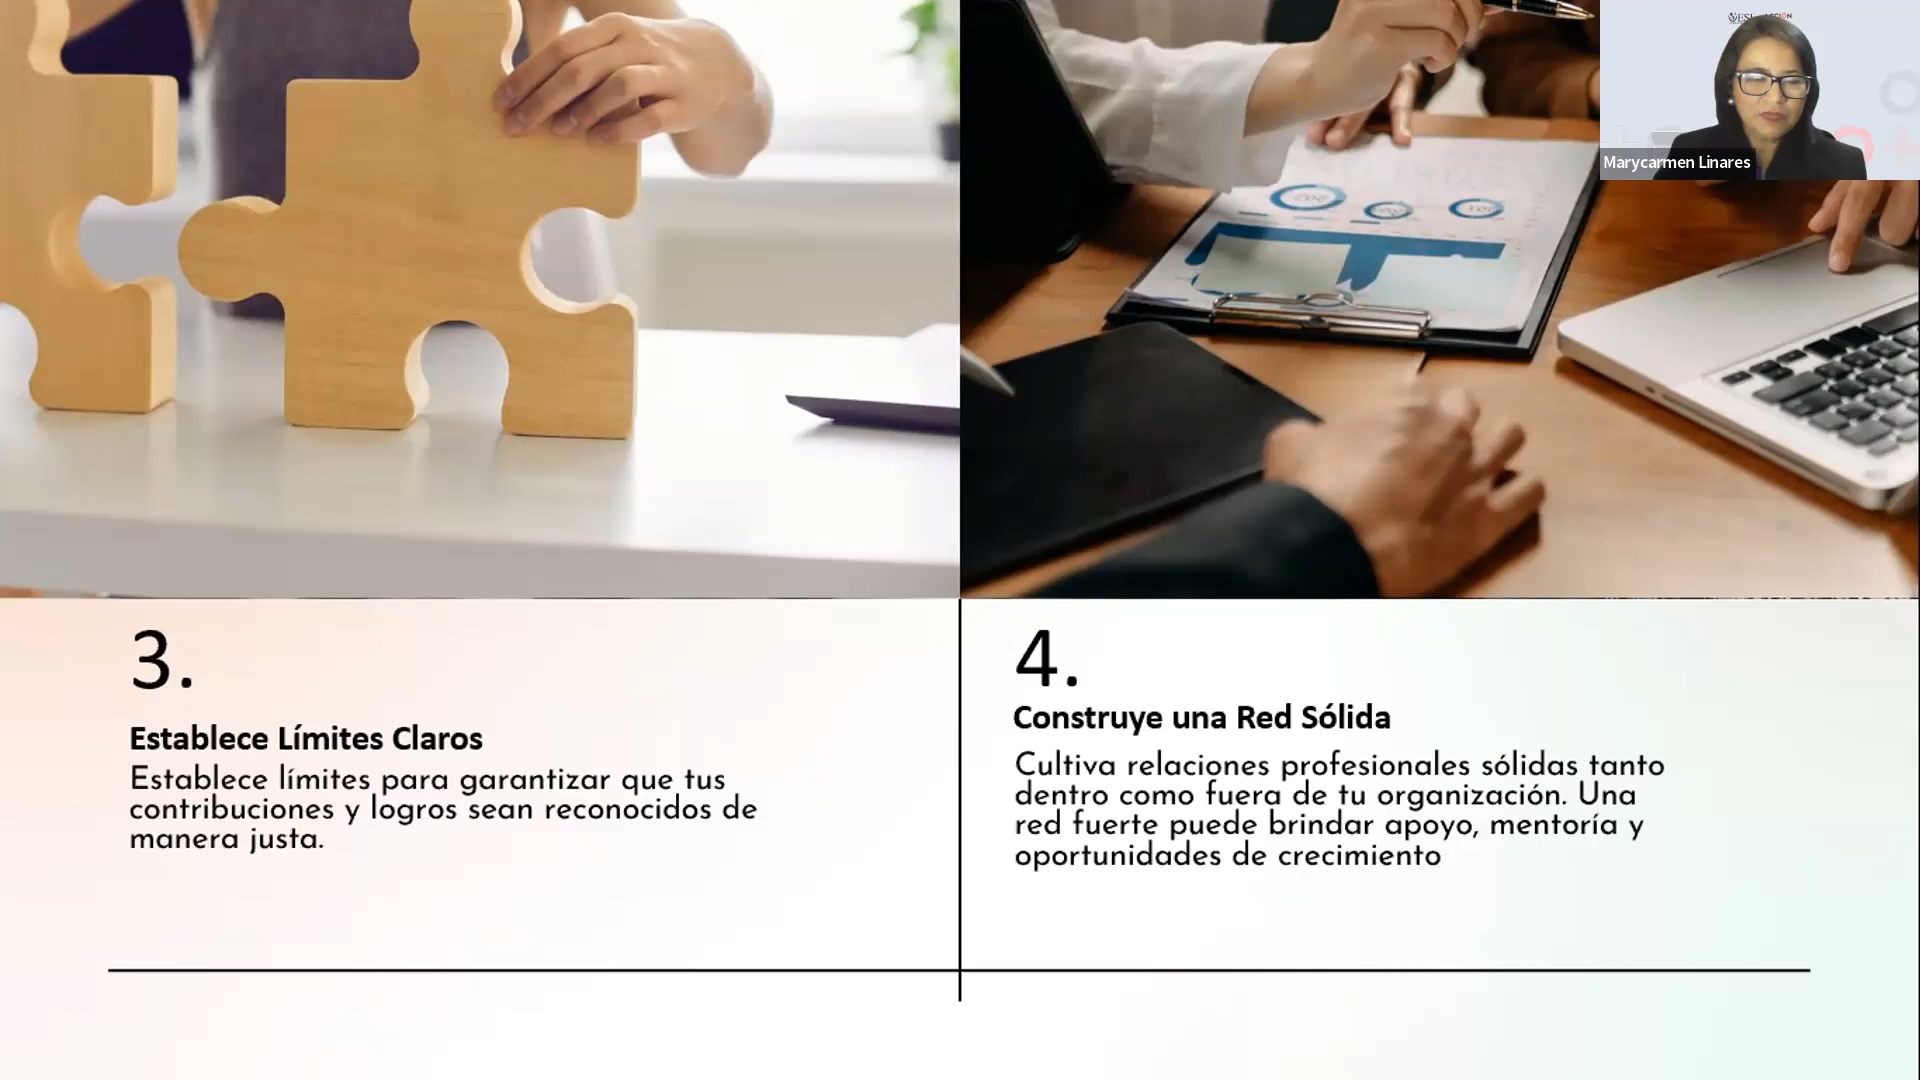 Marycarmen Linares
3.
Establece Límites Claros
Establece límites para garantizar que tus
contribuciones y logros sean reconocidos de
manera justa.
4.
Construye una Red Sólida
Cultiva relaciones profesionales sólidas tanto
dentro como fuera de tu organización. Una
red fuerte puede brindar apoyo, mentoría y
oportunidades de crecimiento